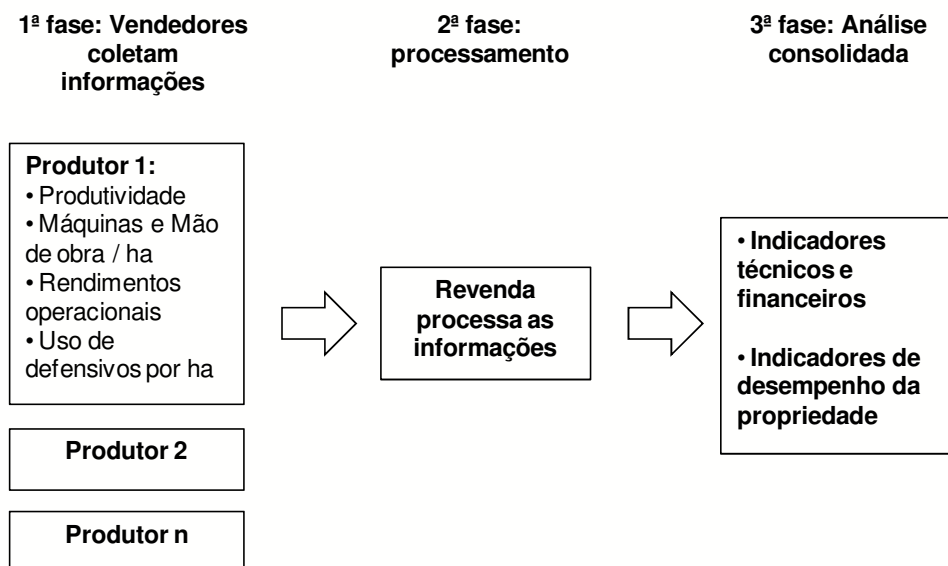 1ª fase: Vendedores
coletam
informações
2ª fase:
processamento
3ª fase: Análise
consolidada
Produtor 1:
• Produtividade
• Máquinas e Mão
de obra / ha
• Rendimentos
operacionais
• Uso de
defensivos por ha
Produtor 2
Produtor n
Revenda
processa as
informações
• Indicadores
técnicos e
financeiros
• Indicadores de
desempenho da
propriedade